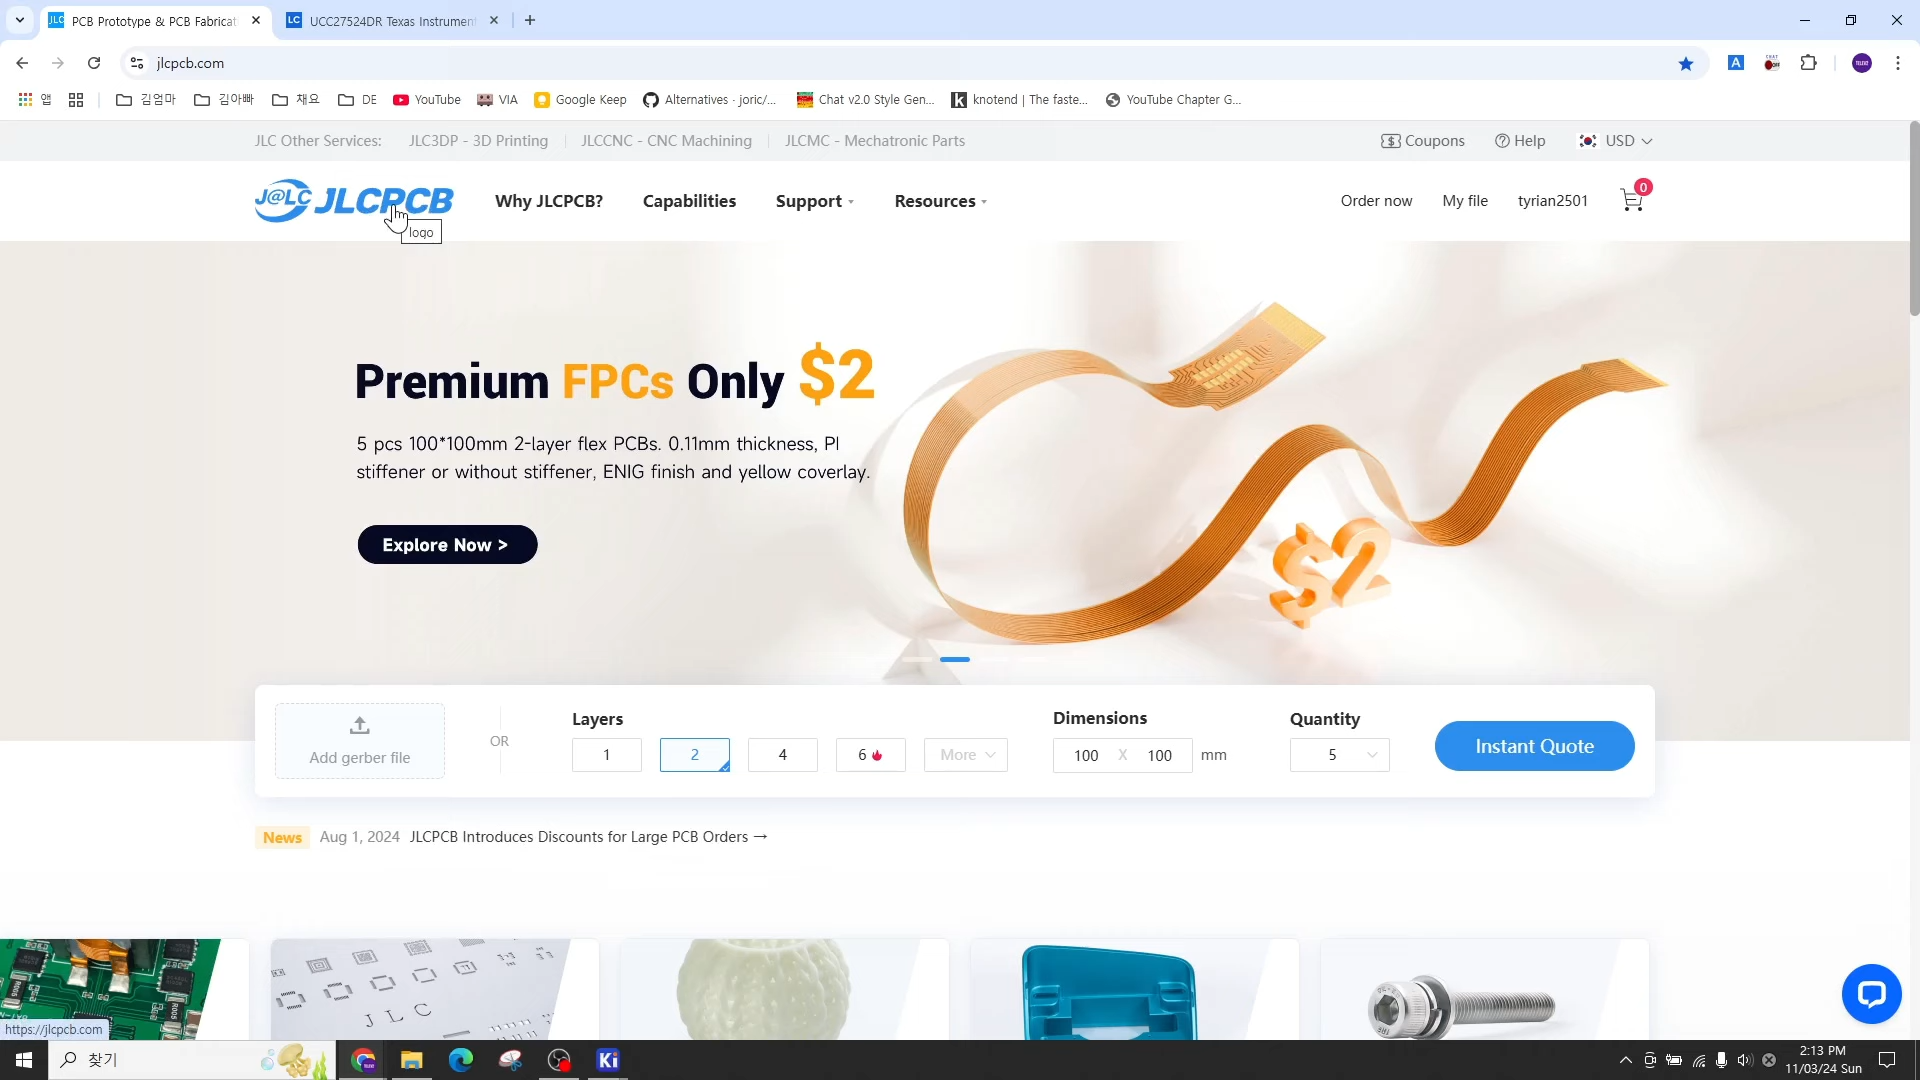 JLC PCB Prototype & PCB Fabricat
LC UCC27524DR Texas Instrument
jlcpcb.com
앱 김엄마 김아빠 채요 DE YouTube VIA Google Keep Alternatives · joric/... Chat v2.0 Style Gen... knotend | The faste... YouTube Chapter G...
JLC Other Services: JLC3DP - 3D Printing JLCCNC - CNC Machining JLCMC - Mechatronic Parts Coupons Help USD
J@LC JLCPCB Why JLCPCB? Capabilities Support Resources Order now My file tyrian2501 0
logo
Premium FPCs Only $2
5 pcs 100*100mm 2-layer flex PCBs. 0.11mm thickness, PI
stiffener or without stiffener, ENIG finish and yellow coverlay.
Explore Now >
$2
Add gerber file
OR
Layers
1 2 4 6 More
Dimensions
100 X 100 mm
Quantity
5
Instant Quote
News Aug 1, 2024 JLCPCB Introduces Discounts for Large PCB Orders →
J L C
https://jlcpcb.com
찾기
Ki
2:13 PM
11/03/24 Sun